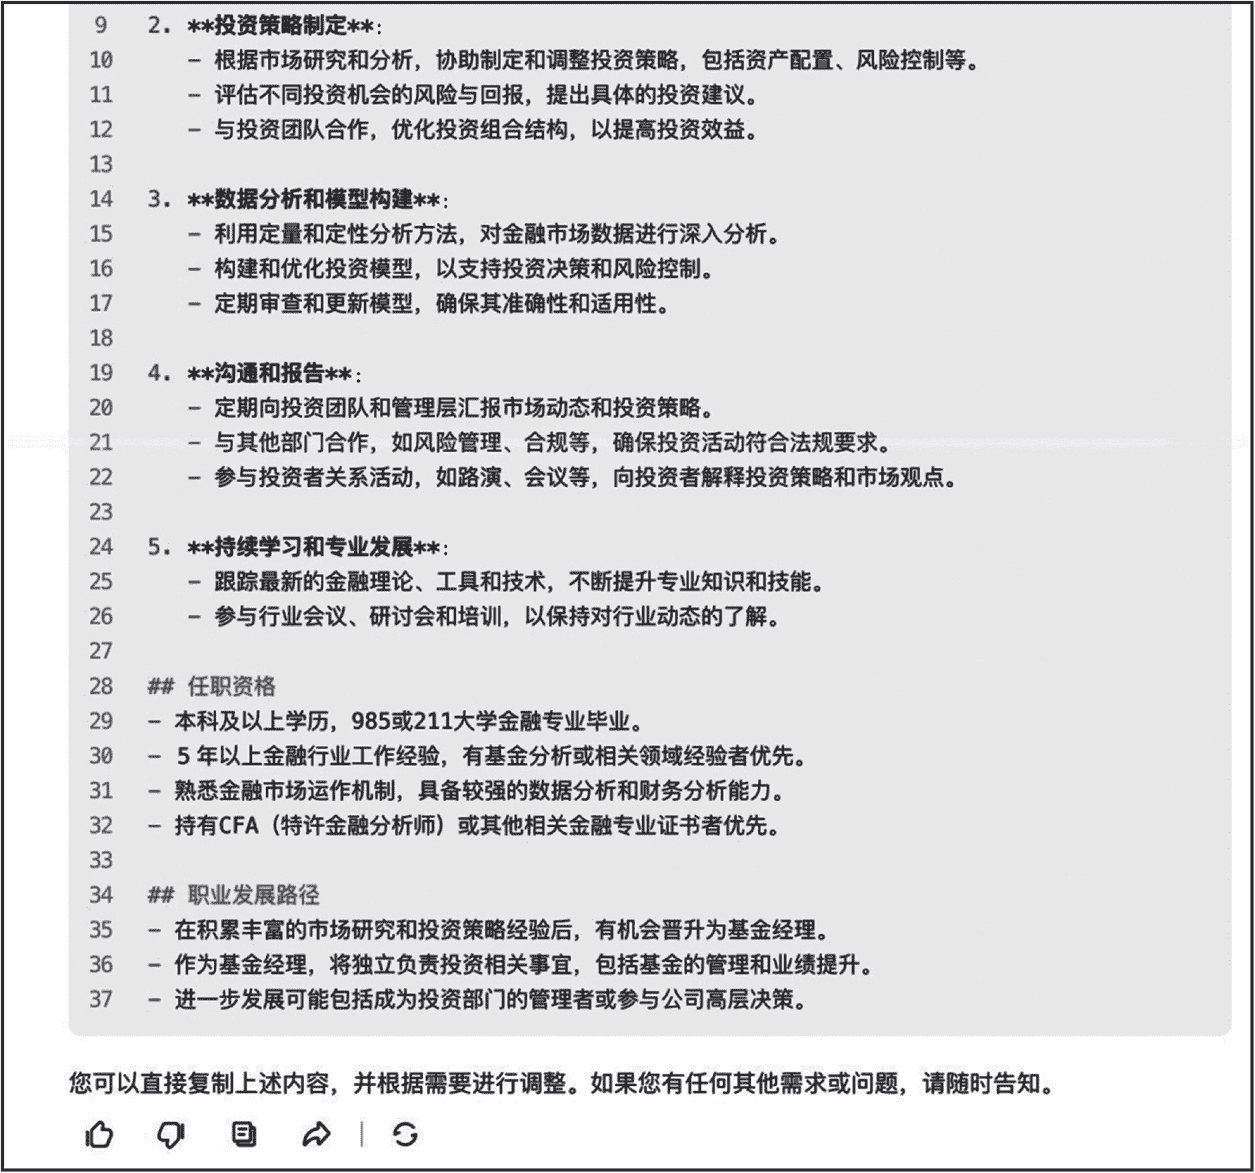 9 2. **投资策略制定**:
10 - 根据市场研究和分析，协助制定和调整投资策略，包括资产配置、风险控制等。
11 - 评估不同投资机会的风险与回报，提出具体的投资建议。
12 - 与投资团队合作，优化投资组合结构，以提高投资效益。
13
14 3. **数据分析和模型构建**:
15 - 利用定量和定性分析方法，对金融市场数据进行深入分析。
16 - 构建和优化投资模型，以支持投资决策和风险控制。
17 - 定期审查和更新模型，确保其准确性和适用性。
18
19 4. **沟通和报告**:
20 - 定期向投资团队和管理层汇报市场动态和投资策略。
21 - 与其他部门合作，如风险管理、合规等，确保投资活动符合法规要求。
22 - 参与投资者关系活动，如路演、会议等，向投资者解释投资策略和市场观点。
23
24 5. **持续学习和专业发展**:
25 - 跟踪最新的金融理论、工具和技术，不断提升专业知识和技能。
26 - 参与行业会议、研讨会和培训，以保持对行业动态的了解。
27
28 ## 任职资格
29 - 本科及以上学历，985或211大学金融专业毕业。
30 - 5 年以上金融行业工作经验，有基金分析或相关领域经验者优先。
31 - 熟悉金融市场运作机制，具备较强的数据分析和财务分析能力。
32 - 持有CFA（特许金融分析师）或其他相关金融专业证书者优先。
33
34 ## 职业发展路径
35 - 在积累丰富的市场研究和投资策略经验后，有机会晋升为基金经理。
36 - 作为基金经理，将独立负责投资相关事宜，包括基金的管理和业绩提升。
37 - 进一步发展可能包括成为投资部门的管理者或参与公司高层决策。
您可以直接复制上述内容，并根据需要进行调整。如果您有任何其他需求或问题，请随时告知。